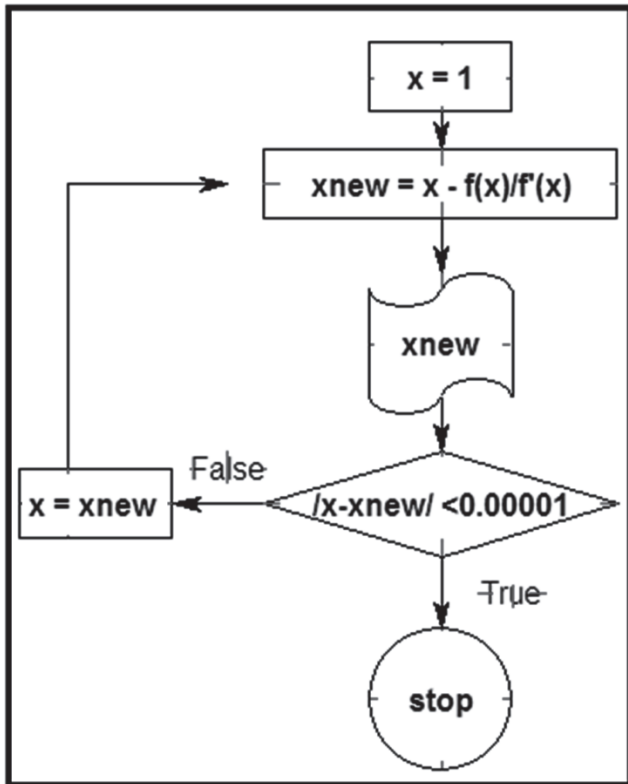 x = 1
xnew = x - f(x)/f'(x)
xnew
False
x = xnew
/x-xnew/ <0.00001
True
stop